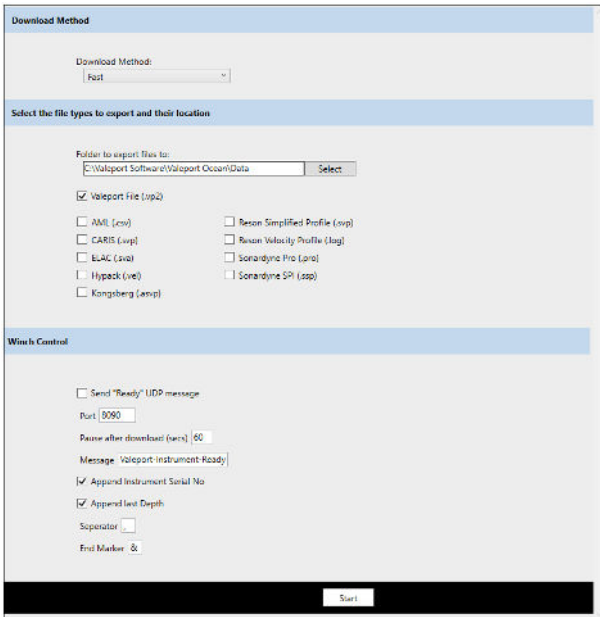 Download Method
Download Method:
Fast
Select the file types to export and their location
Folder to export files to:
C:\Valeport Software\Valeport Ocean\Data Select
Valeport File (.vp2)
AML (.csv) Reson Simplified Profile (.svp)
CARIS (.svp) Reson Velocity Profile (.log)
ELAC (.sva) Sonardyne Pro (.pro)
Hypack (.vel) Sonardyne SPI (.ssp)
Kongsberg (.asvp)
Winch Control
Send "Ready" UDP message
Port 8090
Pause after download (secs) 60
Message Valeport-Instrument-Ready
Append Instrument Serial No
Append last Depth
Seperator
End Marker &
Start